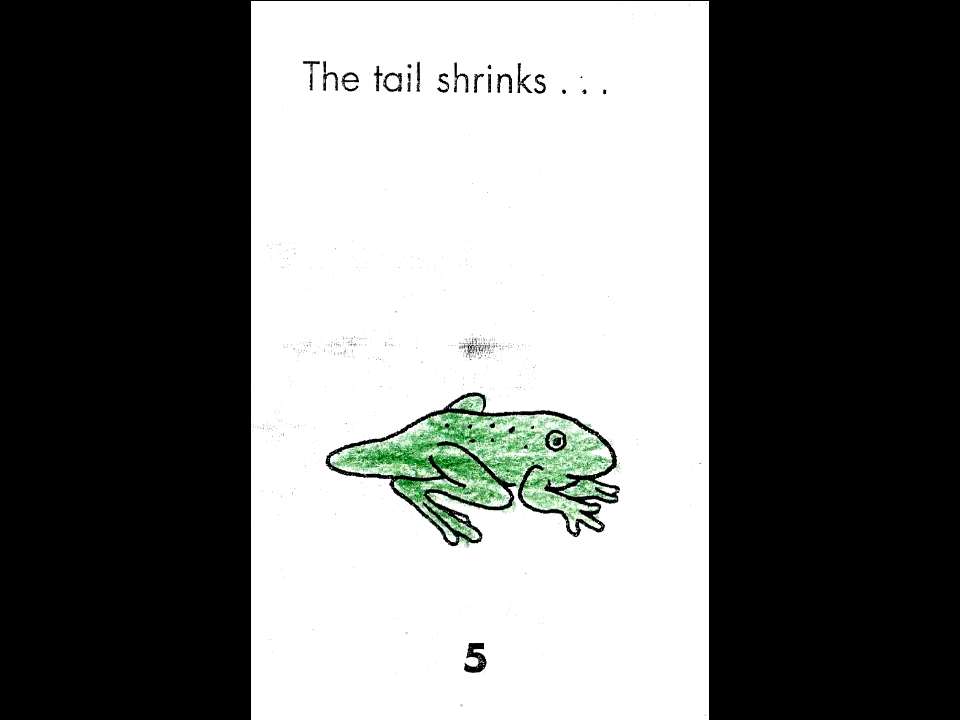 The tail shrinks . . .
5